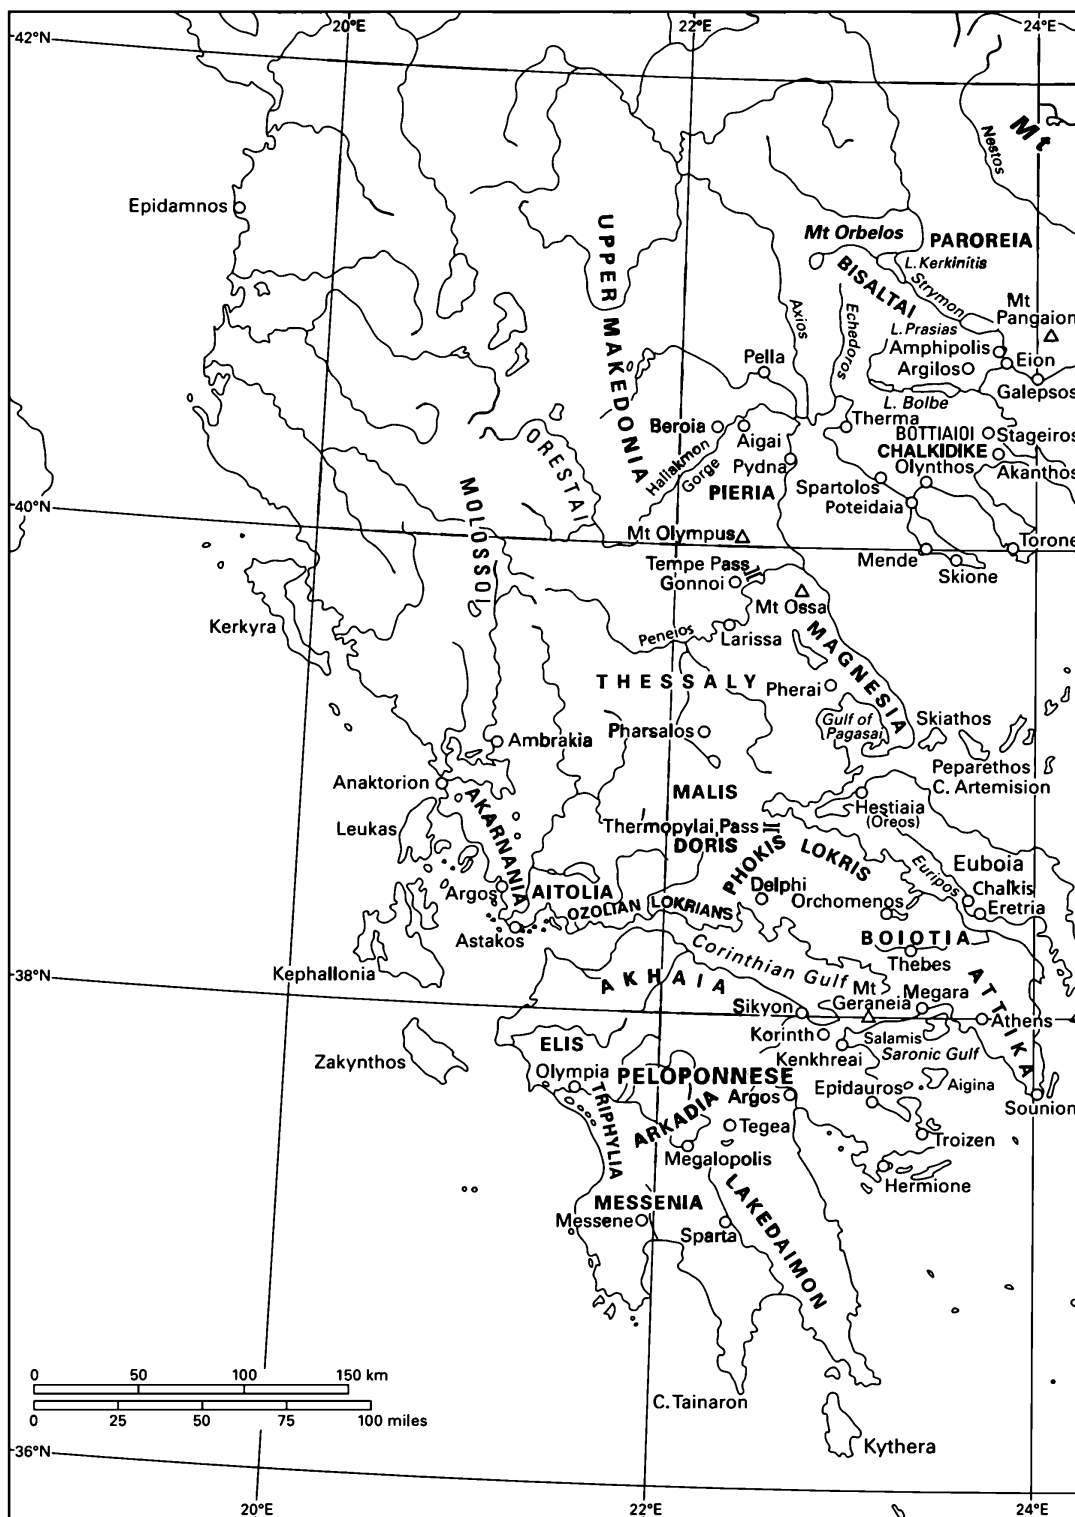 20°E
22°E
24°E
42°N
Mt
Nestos
Epidamnos
UPPER MAKEDONIA
Mt Orbelos
PAROREIA
L. Kerkinitis
BISALTAI
Strymon
Mt
Pangaion
Axios
Echedoros
L. Prasias
Amphipolis
Eion
Argilos
Galepsos
Pella
L. Bolbe
Therma
Beroia
Aigai
BOTTIAIOI
Stageiros
CHALKIDIKE
ORESTAI
Haliakmon
Gorge
Pydna
Olynthos
Akanthos
MOLOSSOI
PIERIA
Spartolos
Poteidaia
40°N
Mt Olympus
Torone
Mende
Skione
Tempe Pass
Gonnoi
Mt Ossa
Kerkyra
Peneios
Larissa
MAGNESIA
THESSALY
Pherai
Gulf of
Pagasai
Skiathos
Pharsalos
Ambrakia
Peparethos
Anaktorion
C. Artemision
MALIS
Hestiaia
(Oreos)
AKARNANIA
Leukas
Thermopylai Pass
DORIS
PHOKIS
LOKRIS
Euboia
Euripos
Chalkis
Argos
AITOLIA
Delphi
Orchomenos
Eretria
OZOLIAN LOKRIANS
Astakos
BOIOTIA
Corinthian Gulf
Thebes
38°N
Kephallonia
AKHAIA
Mt
Geraneia
Megara
ATTIKA
Sikyon
Athens
Korinth
Salamis
Zakynthos
ELIS
Kenkhreai
Saronic Gulf
Olympia
PELOPONNESE
Epidauros
Aigina
Argos
Sounion
TRIPHYLIA
ARKADIA
Tegea
Troizen
Megalopolis
Hermione
MESSENIA
LAKEDAIMON
Messene
Sparta
0 50 100 150 km
0 25 50 75 100 miles
C. Tainaron
Kythera
36°N
20°E
22°E
24°E